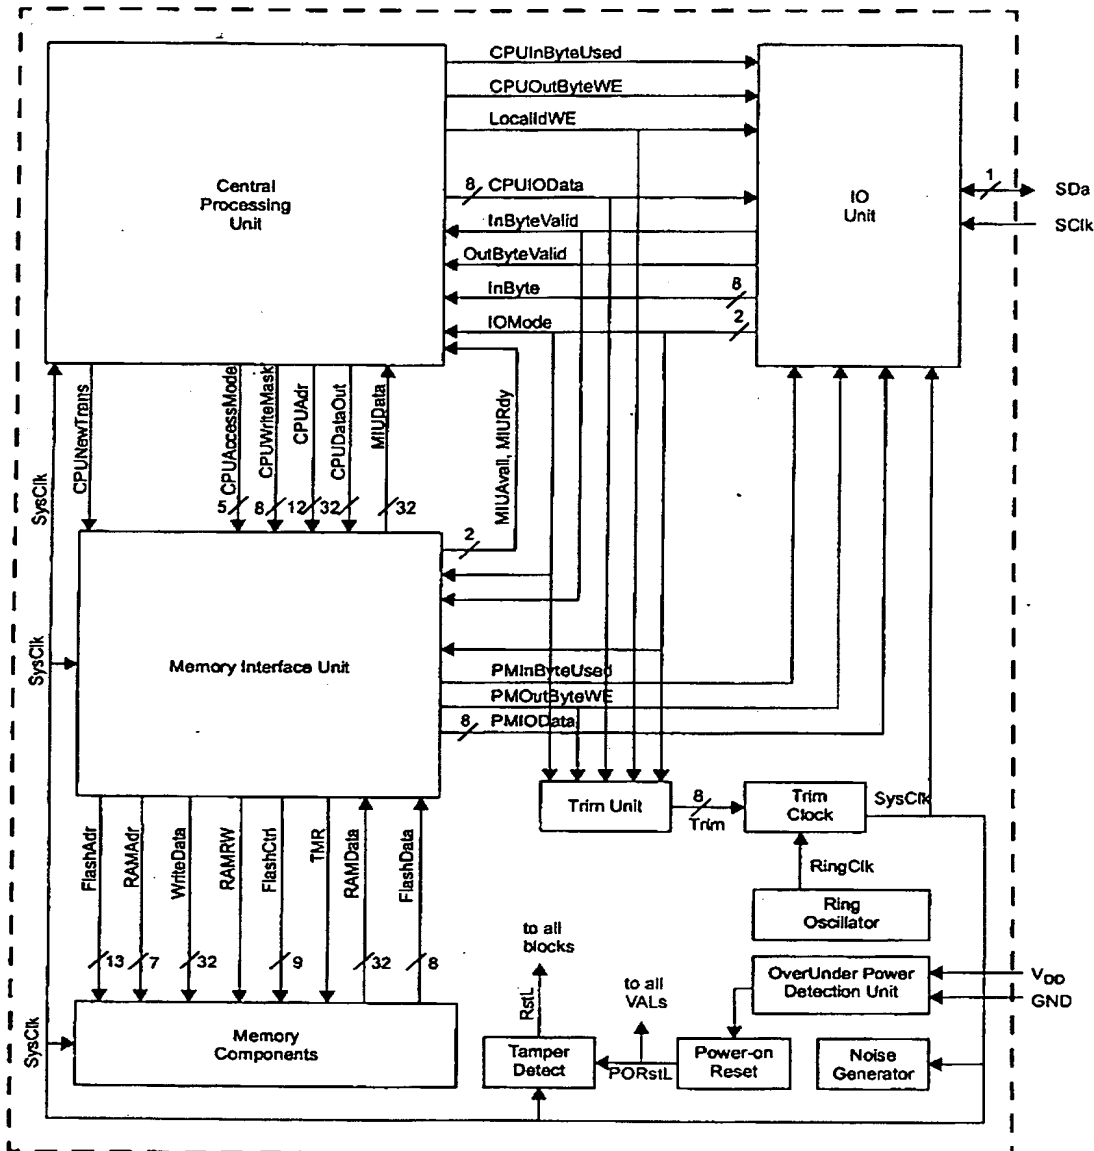 CPUInByteUsed
CPUOutByteWE
LocalIdWE
Central
Processing
Unit
8 CPUIOData
InByteValid
OutByteValid
InByte 8
IOMode 2
IO
Unit
1
SDa
SClk
CPUNewTrans
CPUAccessMode
CPUWriteMask
CPUAdr
CPUDataOut
MIUData
MIUAvail, MIURdy
SysClk
5 8 12 32 32
2
Memory Interface Unit
SysClk
PMInByteUsed
PMOutByteWE
8 PMIOData
Trim Unit
8
Trim
Trim
Clock
SysClk
RingClk
Ring
Oscillator
FlashAdr
RAMAdr
WriteData
RAMRW
FlashCtrl
TMR
RAMData
FlashData
13 7 32 9 32 8
to all
blocks
RstL
to all
VALs
OverUnder Power
Detection Unit
VDD
GND
SysClk
Memory
Components
Tamper
Detect
PORstL
Power-on
Reset
Noise
Generator